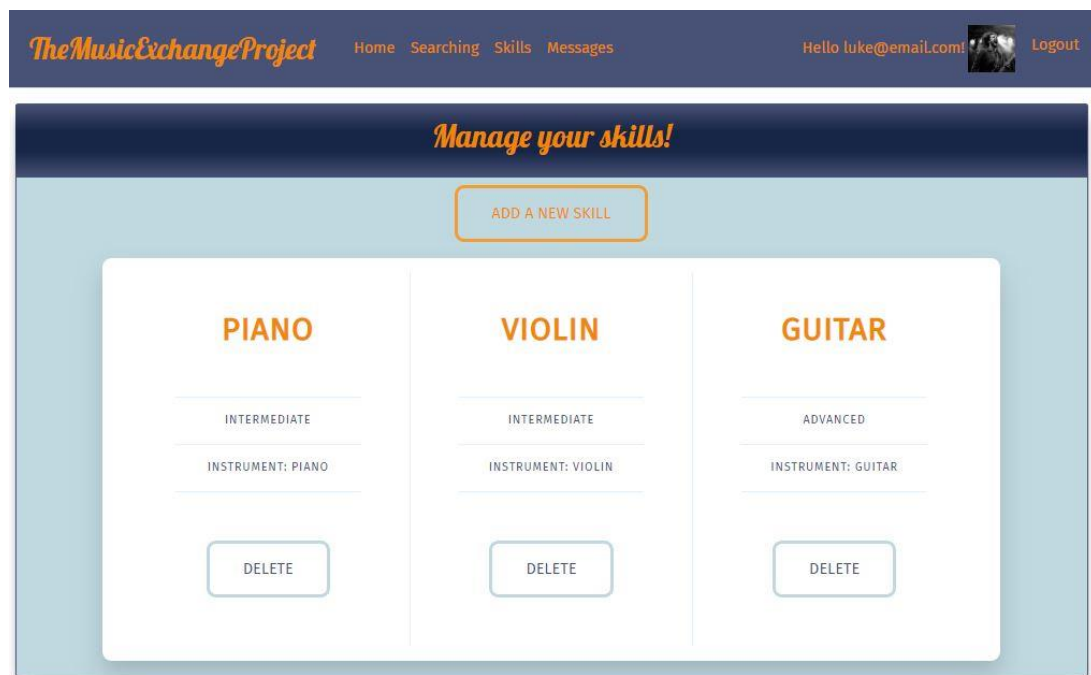 TheMusicExchangeProject Home Searching Skills Messages Hello luke@email.com! Logout
Manage your skills!
ADD A NEW SKILL
PIANO VIOLIN GUITAR
INTERMEDIATE INTERMEDIATE ADVANCED
INSTRUMENT: PIANO INSTRUMENT: VIOLIN INSTRUMENT: GUITAR
DELETE DELETE DELETE